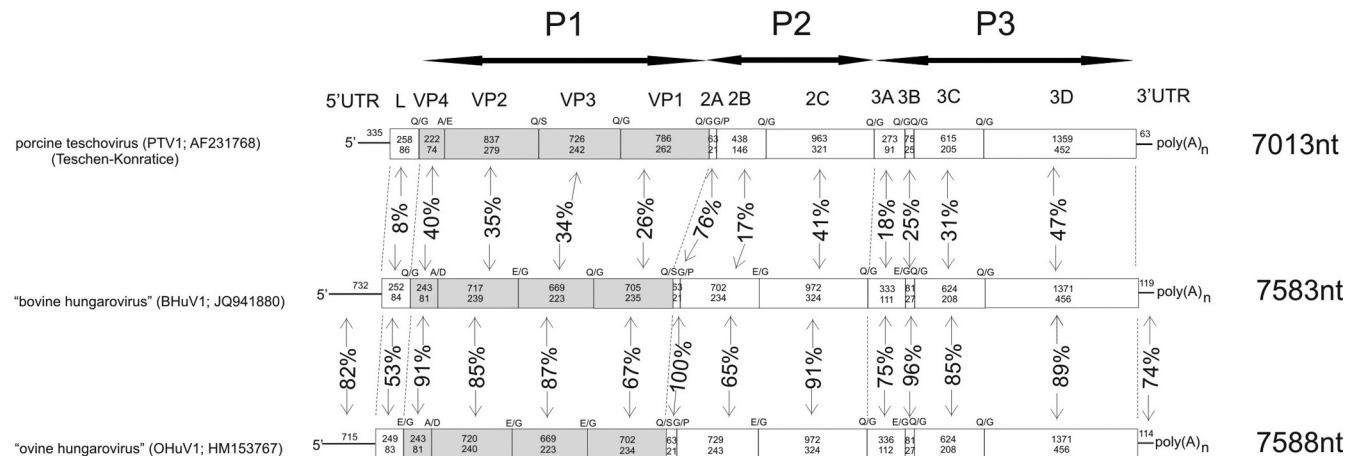 P1 P2 P3
5'UTR L VP4 VP2 VP3 VP1 2A 2B 2C 3A 3B 3C 3D 3'UTR
Q/G A/E Q/S Q/G Q/G G/P Q/G Q/G Q/G Q/G Q/G
porcine teschovirus (PTV1; AF231768)
(Teschen-Konratice)
5' 335 258 222 837 726 786 63 438 963 273 75 615 1359 63 poly(A)n 7013nt
86 74 279 242 262 21 146 321 91 25 205 452
8% 40% 35% 34% 26% 76% 17% 41% 18% 25% 31% 47%
Q/G A/D E/G Q/G Q/S G/P E/G Q/G E/G Q/G Q/G
"bovine hungarovirus" (BHuV1; JQ941880)
5' 732 252 243 717 669 705 63 702 972 333 81 624 1371 119 poly(A)n 7583nt
84 81 239 223 235 21 234 324 111 27 208 456
82% 53% 91% 85% 87% 67% 100% 65% 91% 75% 96% 85% 89% 74%
E/G A/D E/G E/G Q/S G/P E/G Q/G E/G Q/G Q/G
"ovine hungarovirus" (OHuV1; HM153767)
5' 715 249 243 720 669 702 63 729 972 336 81 624 1371 114 poly(A)n 7588nt
83 81 240 223 234 21 243 324 112 27 208 456